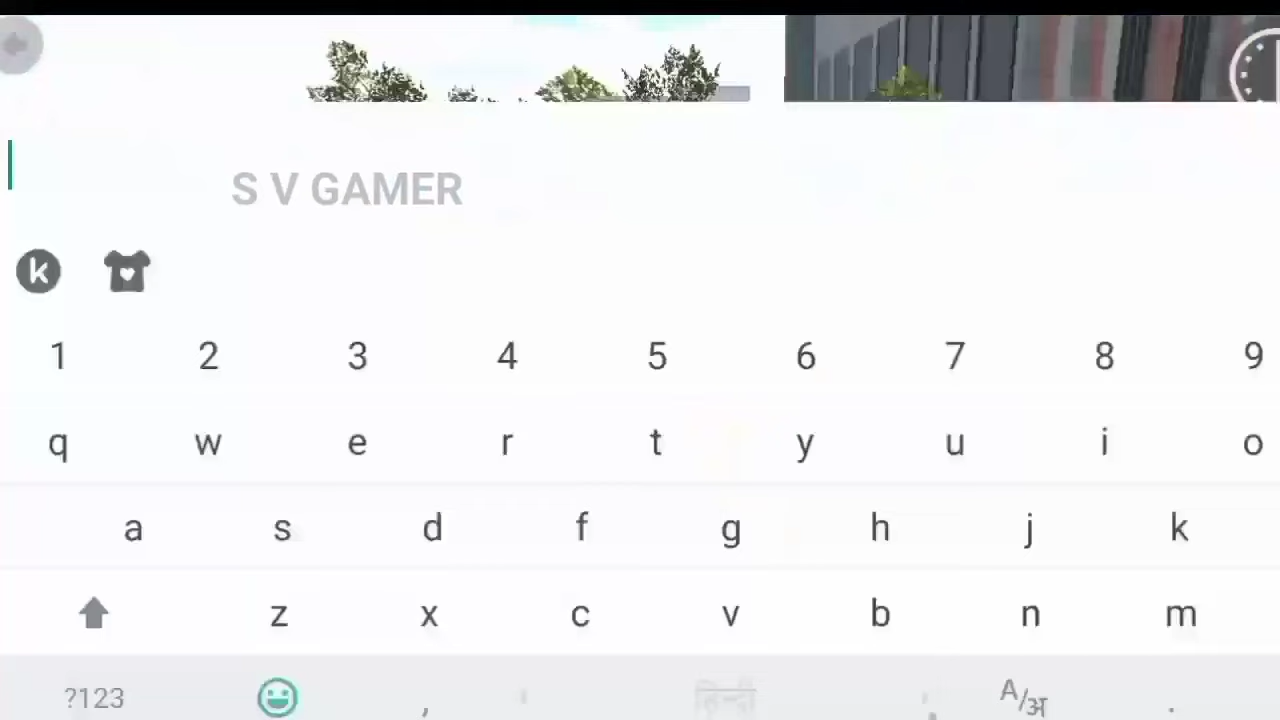 S V GAMER
k
1 2 3 4 5 6 7 8 9
q w e r t y u i o
a s d f g h j k
z x c v b n m
?123 , हिन्दी A/अ .